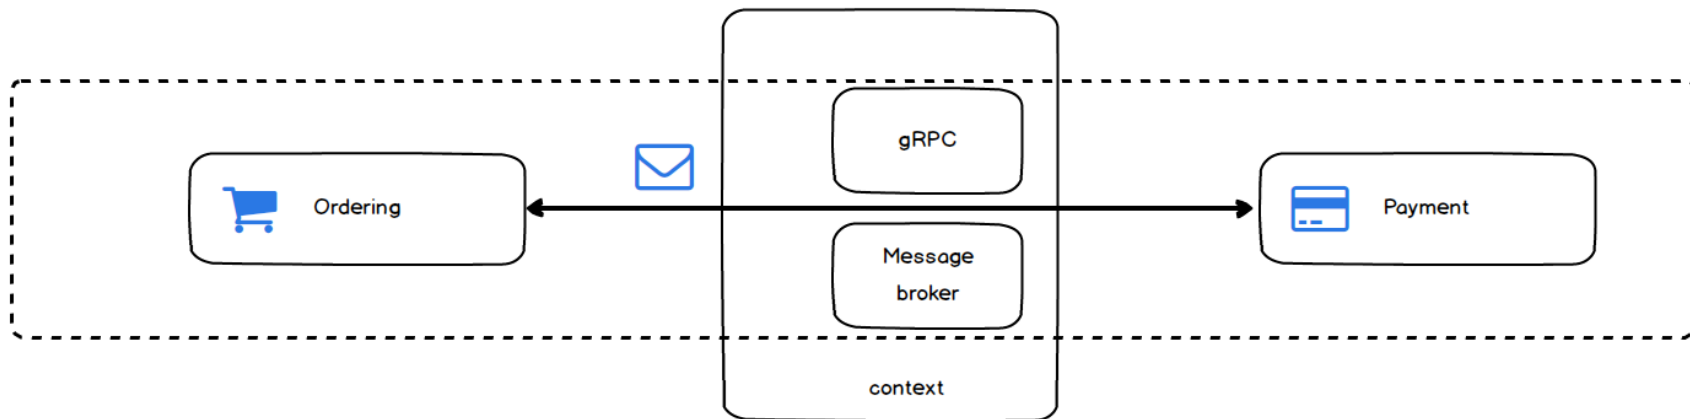 gRPC
Ordering
Payment
Message
broker
context